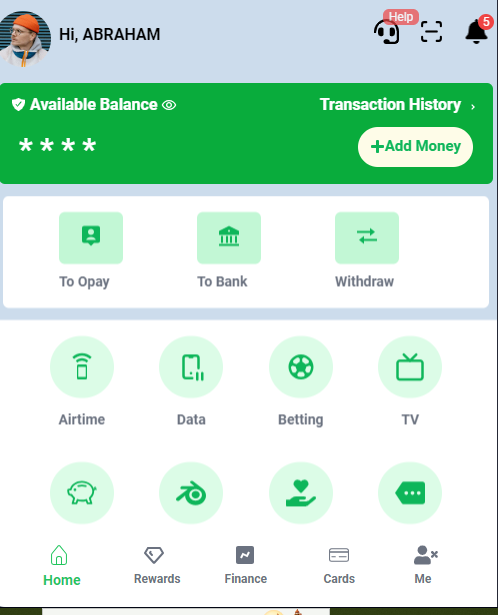 Help
Hi, ABRAHAM
5
Available Balance
Transaction History
****
Add Money
To Opay
To Bank
Withdraw
Airtime
Data
Betting
TV
Home
Rewards
Finance
Cards
Me